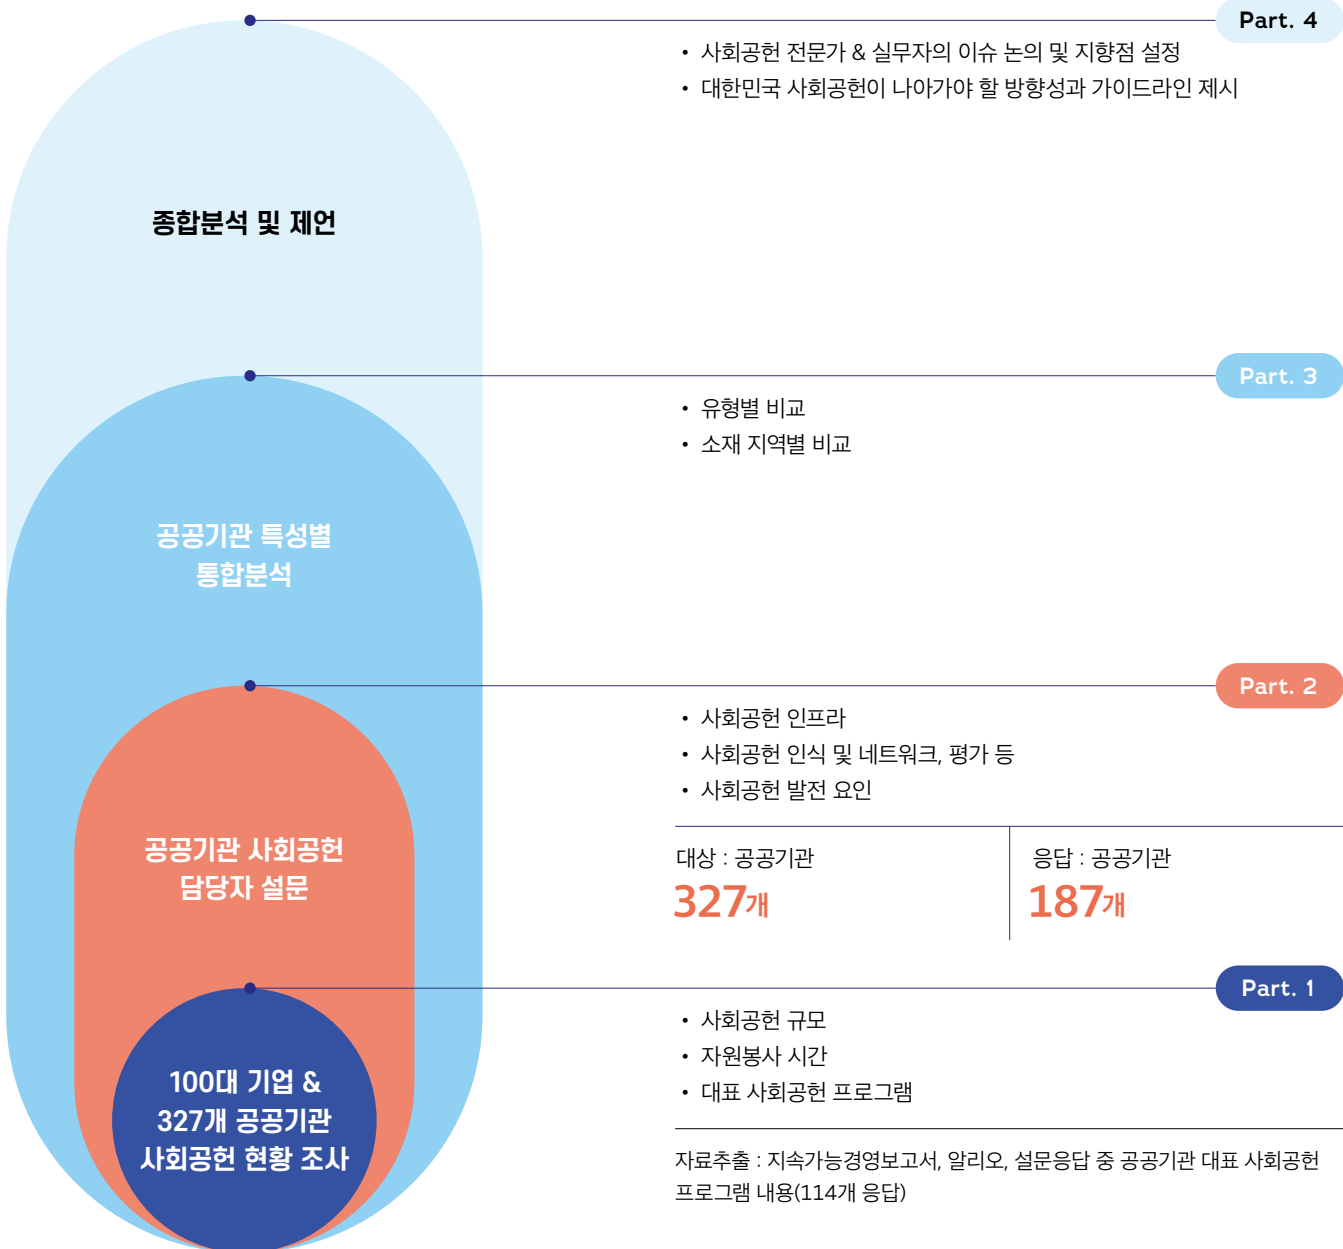 Part. 4
• 사회공헌 전문가 & 실무자의 이슈 논의 및 지향점 설정
• 대한민국 사회공헌이 나아가야 할 방향성과 가이드라인 제시
종합분석 및 제언
Part. 3
• 유형별 비교
• 소재 지역별 비교
공공기관 특성별
통합분석
Part. 2
• 사회공헌 인프라
• 사회공헌 인식 및 네트워크, 평가 등
• 사회공헌 발전 요인
공공기관 사회공헌
담당자 설문
대상 : 공공기관
327개
응답 : 공공기관
187개
Part. 1
• 사회공헌 규모
• 자원봉사 시간
• 대표 사회공헌 프로그램
100대 기업 &
327개 공공기관
사회공헌 현황 조사
자료추출 : 지속가능경영보고서, 알리오, 설문응답 중 공공기관 대표 사회공헌
프로그램 내용(114개 응답)